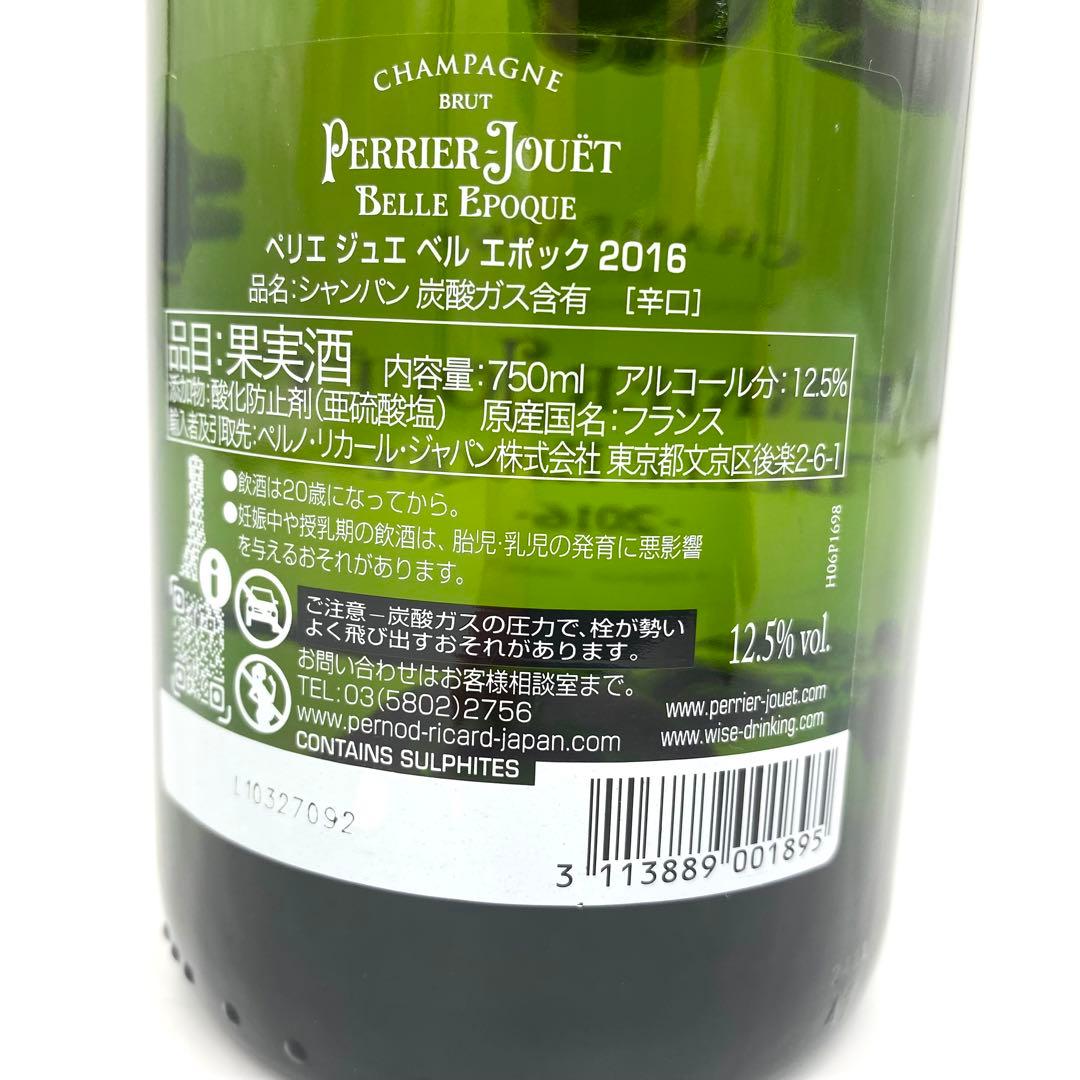 CHAMPAGNE
BRUT
PERRIER-JOUËT
BELLE EPOQUE
ペリエ ジュエ ベル エポック 2016
品名:シャンパン 炭酸ガス含有 [辛口]
品目:果実酒 内容量:750ml アルコール分:12.5%
添加物:酸化防止剤(亜硫酸塩) 原産国名:フランス
輸入者及引取先:ペルノ・リカール・ジャパン株式会社 東京都文京区後楽2-6-1
●飲酒は20歳になってから。
●妊娠中や授乳期の飲酒は、胎児・乳児の発育に悪影響
を与えるおそれがあります。
ご注意－炭酸ガスの圧力で、栓が勢い
よく飛び出すおそれがあります。
お問い合わせはお客様相談室まで。
TEL:03(5802)2756
www.pernod-ricard-japan.com
CONTAINS SULPHITES
H06P1698
12.5% vol.
www.perrier-jouet.com
www.wise-drinking.com
L10327092
3 113889 001895
-2016-